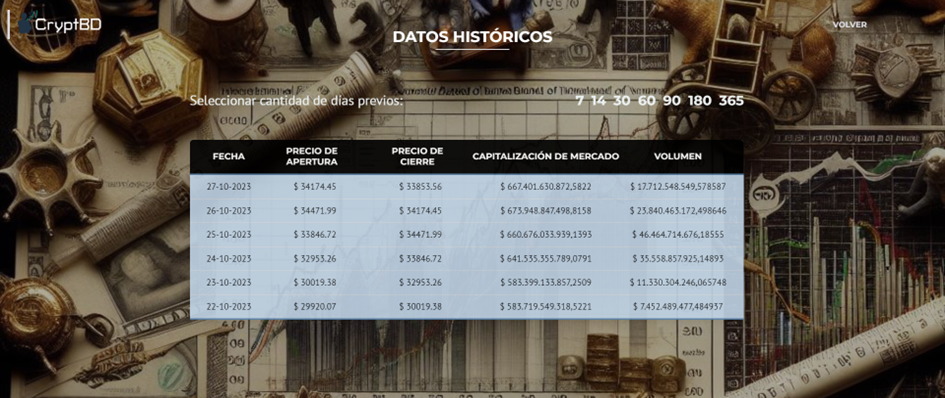 CryptBD
VOLVER
DATOS HISTÓRICOS
Seleccionar cantidad de días previos: 7 14 30 60 90 180 365
FECHA PRECIO DE APERTURA PRECIO DE CIERRE CAPITALIZACIÓN DE MERCADO VOLUMEN
27-10-2023 $ 34174.45 $ 33853.56 $ 667.401.630.872,5822 $ 17.712.548.549,578587
26-10-2023 $ 34471.99 $ 34174.45 $ 673.948.847.498,8158 $ 23.840.463.172,498646
25-10-2023 $ 33846.72 $ 34471.99 $ 660.676.033.939,1393 $ 46.464.714.676,18555
24-10-2023 $ 32953.26 $ 33846.72 $ 641.535.355.789,0791 $ 35.558.857.925,14893
23-10-2023 $ 30019.38 $ 32953.26 $ 583.399.133.857,2509 $ 11.330.304.246,065748
22-10-2023 $ 29920.07 $ 30019.38 $ 583.719.549.318,5221 $ 7.452.489.477,484937